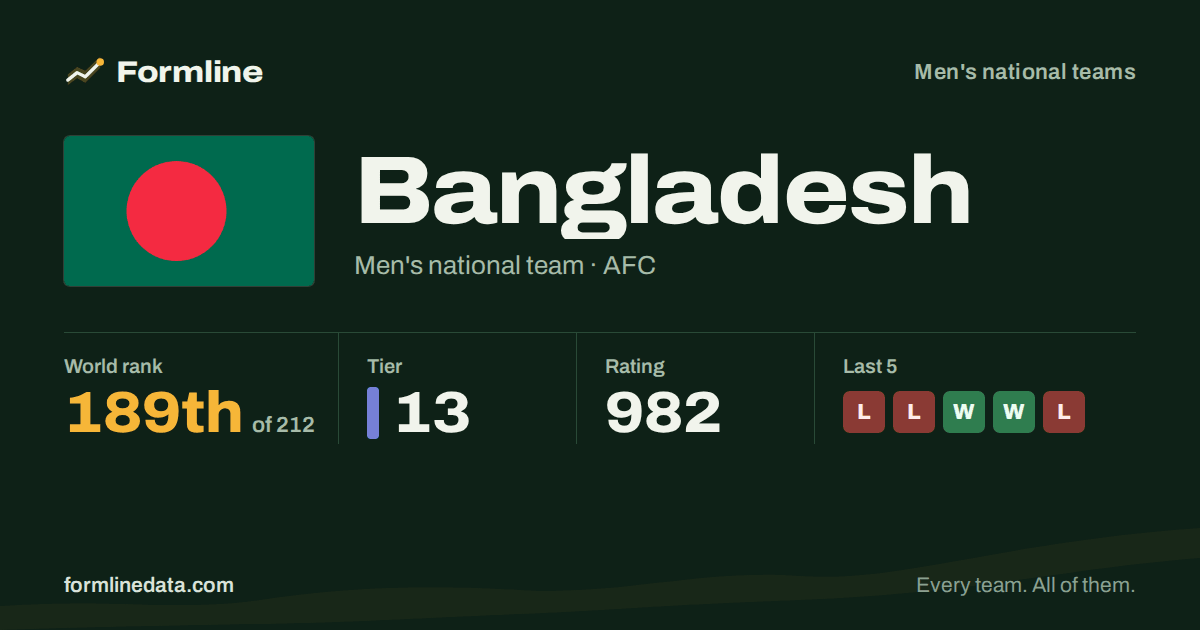 Formline
Men's national teams
Bangladesh
Men's national team · AFC
World rank
189th of 212
Tier
13
Rating
982
Last 5
L L W W L
formlinedata.com
Every team. All of them.